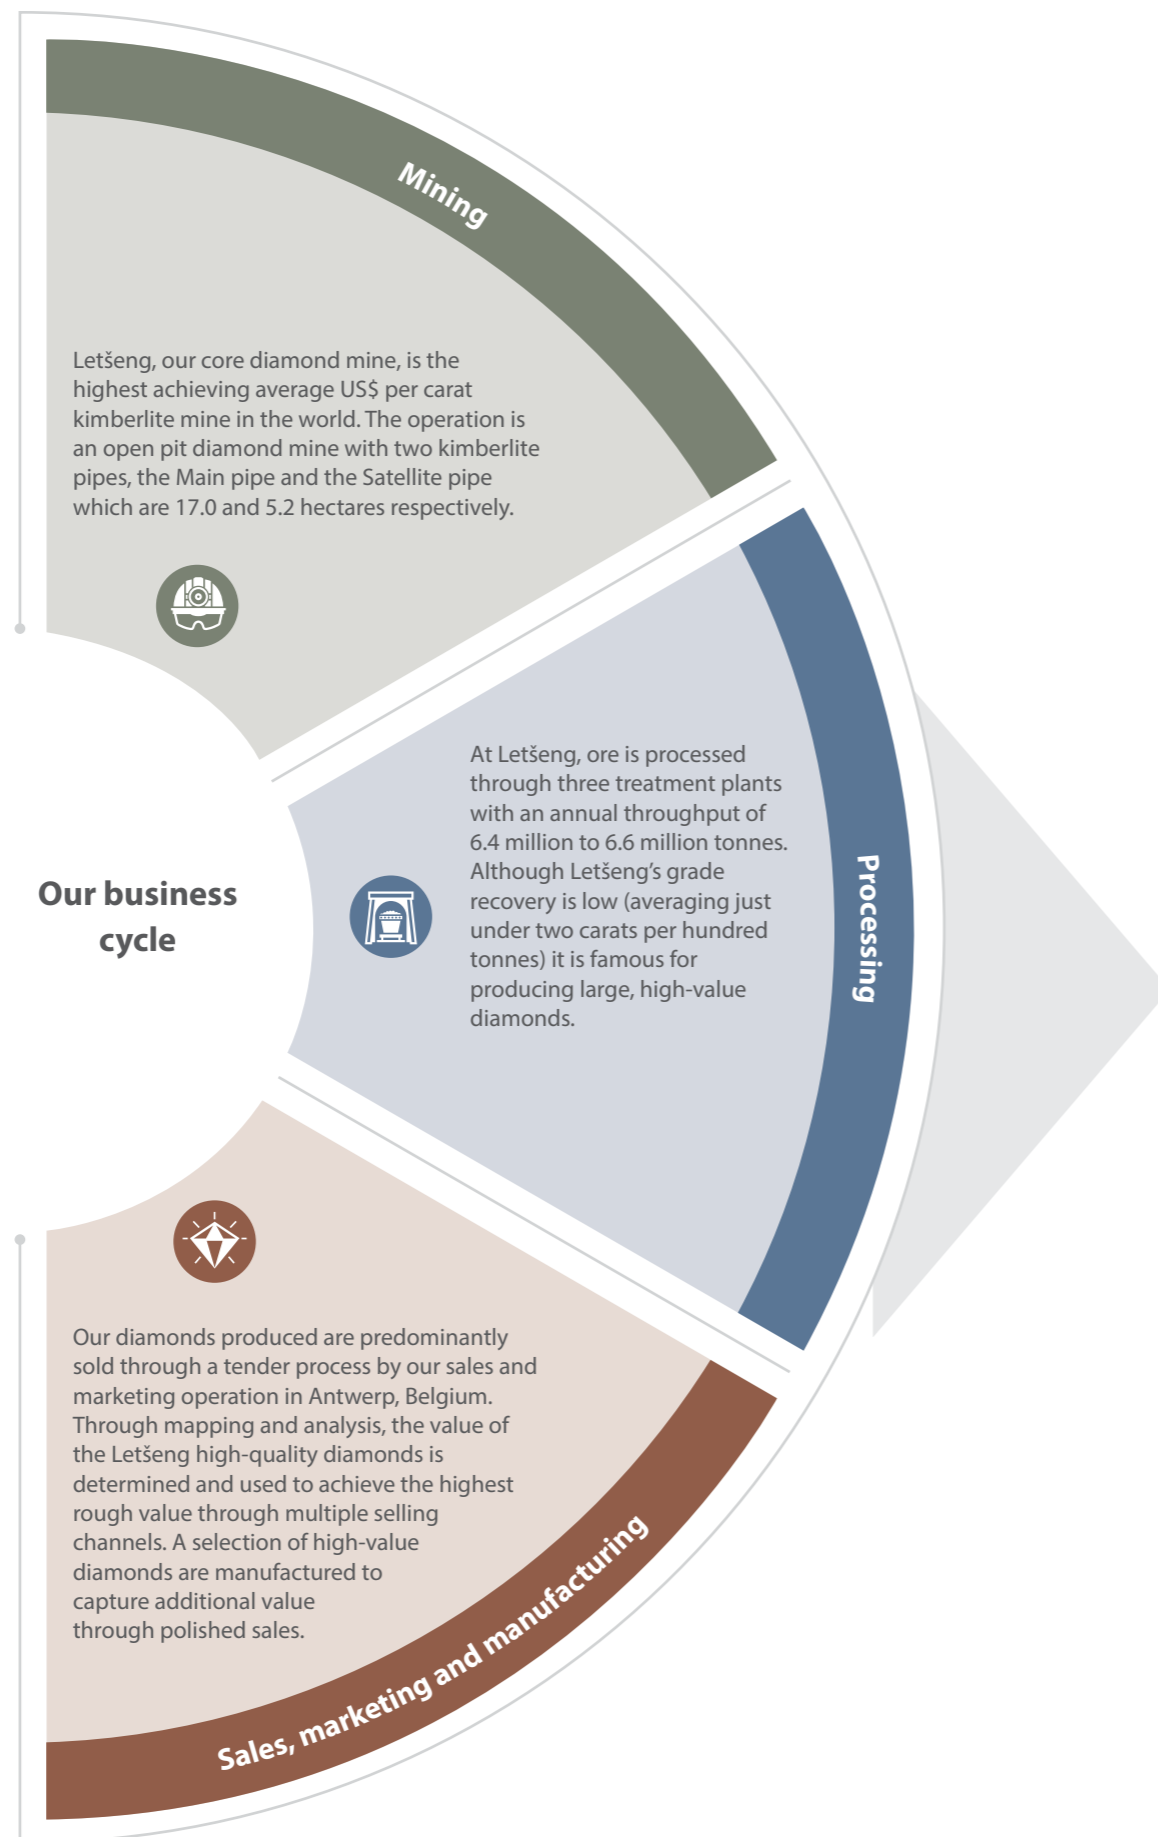 Mining
Letšeng, our core diamond mine, is the
highest achieving average US$ per carat
kimberlite mine in the world. The operation is
an open pit diamond mine with two kimberlite
pipes, the Main pipe and the Satellite pipe
which are 17.0 and 5.2 hectares respectively.
Our business
cycle
At Letšeng, ore is processed
through three treatment plants
with an annual throughput of
6.4 million to 6.6 million tonnes.
Although Letšeng’s grade
recovery is low (averaging just
under two carats per hundred
tonnes) it is famous for
producing large, high-value
diamonds.
Processing
Our diamonds produced are predominantly
sold through a tender process by our sales and
marketing operation in Antwerp, Belgium.
Through mapping and analysis, the value of
the Letšeng high-quality diamonds is
determined and used to achieve the highest
rough value through multiple selling
channels. A selection of high-value
diamonds are manufactured to
capture additional value
through polished sales.
Sales, marketing and manufacturing